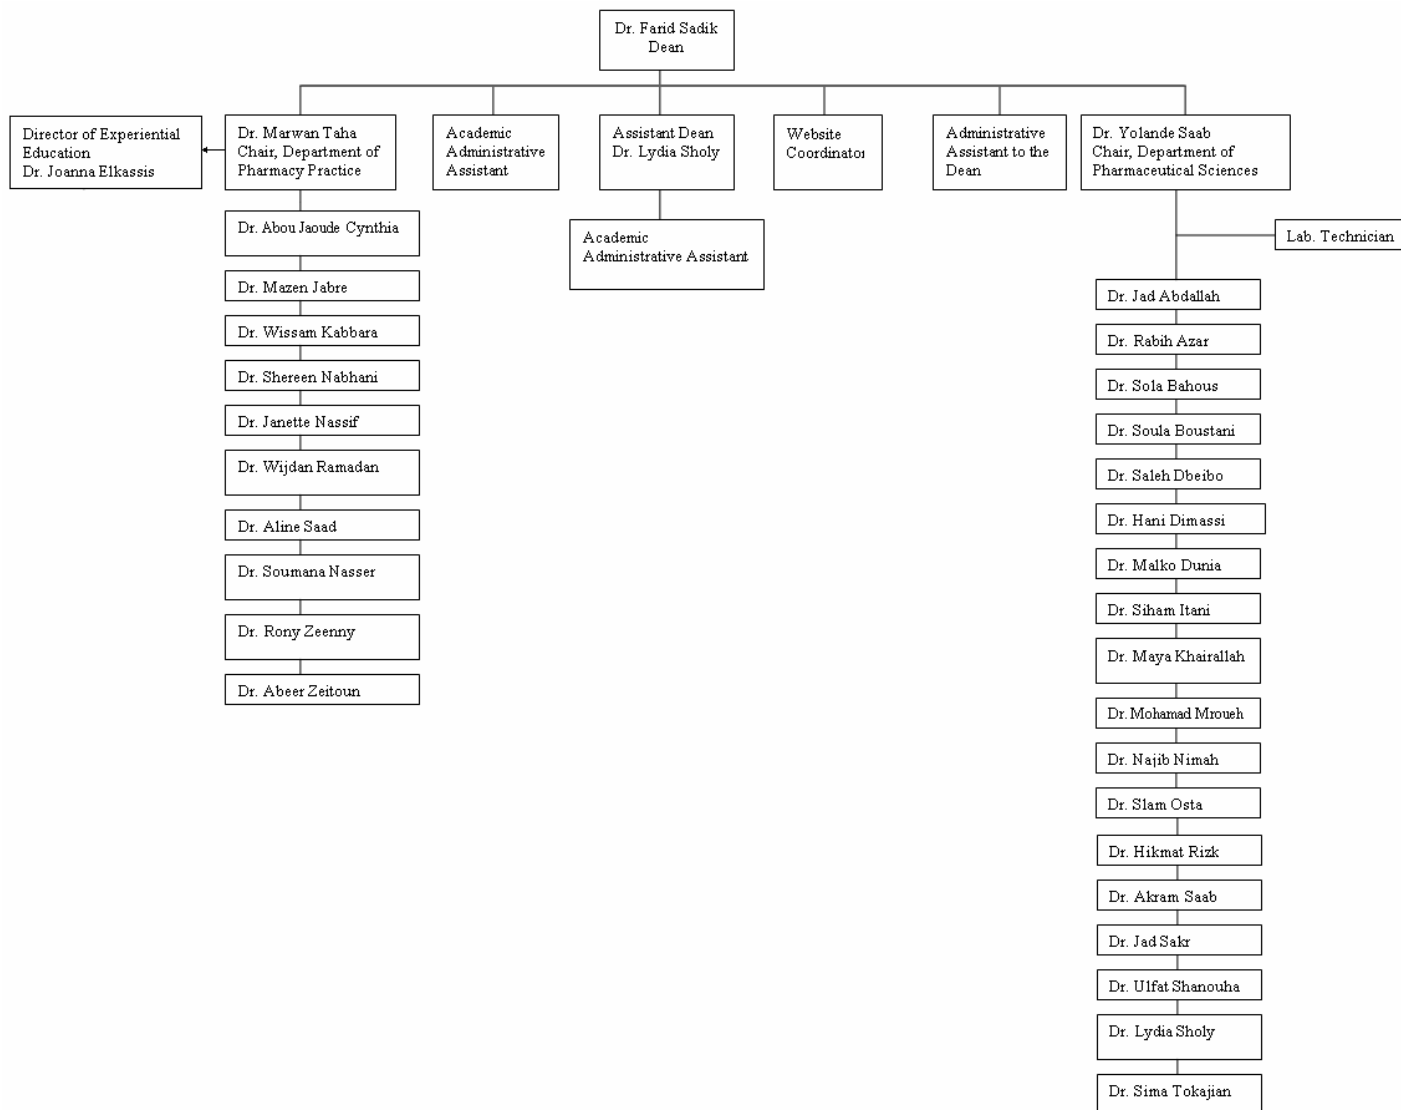 Dr. Farid Sadik
Dean
Director of Experiential
Education
Dr. Joanna Elkassis
Dr. Marwan Taha
Chair, Department of
Pharmacy Practice
Academic
Administrative
Assistant
Assistant Dean
Dr. Lydia Sholy
Website
Coordinator
Administrative
Assistant to the
Dean
Dr. Yolande Saab
Chair, Department of
Pharmaceutical Sciences
Academic
Administrative Assistant
Lab. Technician
Dr. Abou Jaoude Cynthia
Dr. Mazen Jabre
Dr. Wissam Kabbara
Dr. Shereen Nabhani
Dr. Janette Nassif
Dr. Wijdan Ramadan
Dr. Aline Saad
Dr. Soumana Nasser
Dr. Rony Zeenny
Dr. Abeer Zeitoun
Dr. Jad Abdallah
Dr. Rabih Azar
Dr. Sola Bahous
Dr. Soula Boustani
Dr. Saleh Dbeibo
Dr. Hani Dimassi
Dr. Malko Dunia
Dr. Siham Itani
Dr. Maya Khairallah
Dr. Mohamad Mroueh
Dr. Najib Nimah
Dr. Slam Osta
Dr. Hikmat Rizk
Dr. Akram Saab
Dr. Jad Sakr
Dr. Ulfat Shanouha
Dr. Lydia Sholy
Dr. Sima Tokajian